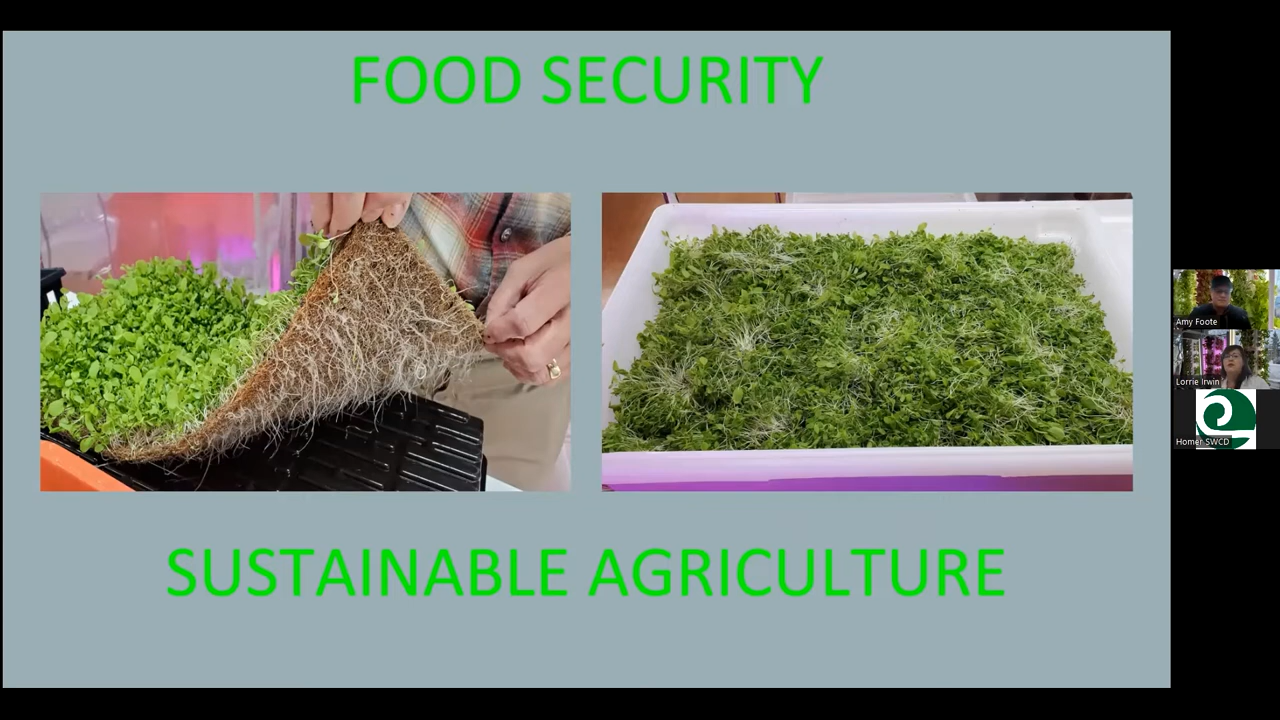 FOOD SECURITY
SUSTAINABLE AGRICULTURE
Amy Foote
Lorrie Irwin
Homer SWCD